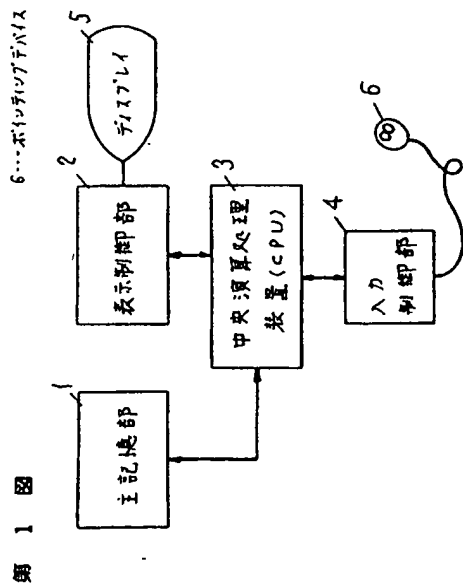 第 1 図
6…ポインティングデバイス
1
主記憶部
2
表示制御部
5
ディスプレイ
3
中央演算処理
装置(CPU)
4
入力
制御部
6